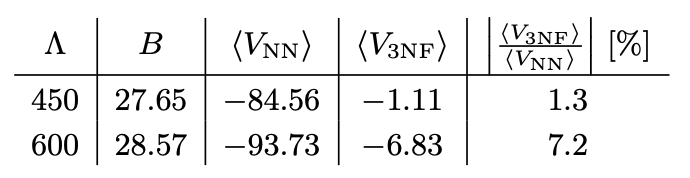 Λ B ⟨V_NN⟩ ⟨V_3NF⟩ |⟨V_3NF⟩/⟨V_NN⟩| [%]
450 27.65 −84.56 −1.11 1.3
600 28.57 −93.73 −6.83 7.2